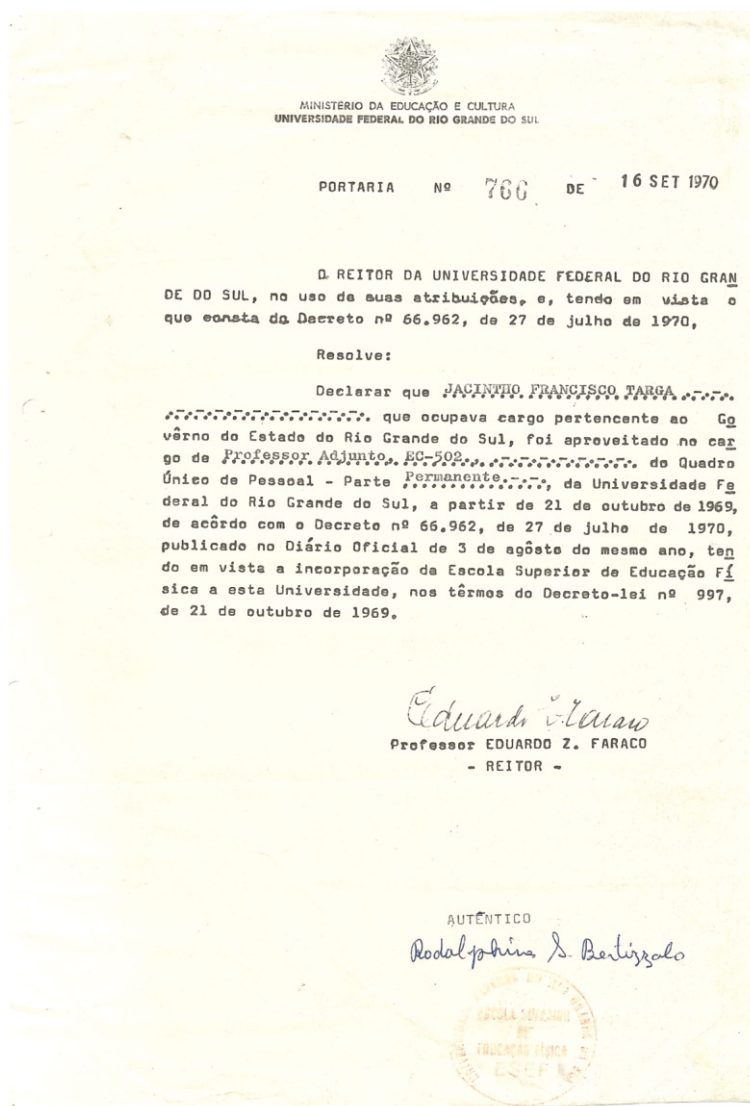 MINISTÉRIO DA EDUCAÇÃO E CULTURA
UNIVERSIDADE FEDERAL DO RIO GRANDE DO SUL
PORTARIA Nº 766 DE 16 SET 1970
O REITOR DA UNIVERSIDADE FEDERAL DO RIO GRAN
DE DO SUL, no uso de suas atribuições, e, tendo em vista o
que consta do Decreto nº 66.962, de 27 de julho de 1970,
Resolve:
Declarar que JACINTHO FRANCISCO TARGA .-.-.-.
.-.-.-.-.-.-.-.-.-.-.-.-.-. que ocupava cargo pertencente ao Go
vêrno do Estado do Rio Grande do Sul, foi aproveitado no car
go de Professor Adjunto, EC-502., .-.-.-.-.-.-.-.-.-. do Quadro
Único de Pessoal - Parte Permanente.-.-., da Universidade Fe
deral do Rio Grande do Sul, a partir de 21 de outubro de 1969,
de acôrdo com o Decreto nº 66.962, de 27 de julho de 1970,
publicado no Diário Oficial de 3 de agôsto do mesmo ano, ten
do em vista a incorporação da Escola Superior de Educação Fí
sica a esta Universidade, nos têrmos do Decreto-lei nº 997,
de 21 de outubro de 1969.
Eduardo Z. Faraco
Professor EDUARDO Z. FARACO
- REITOR -
AUTÊNTICO
Rodolphina S. Bertizzolo
ESCOLA SUPERIOR
DE
EDUCAÇÃO FÍSICA
ESEF